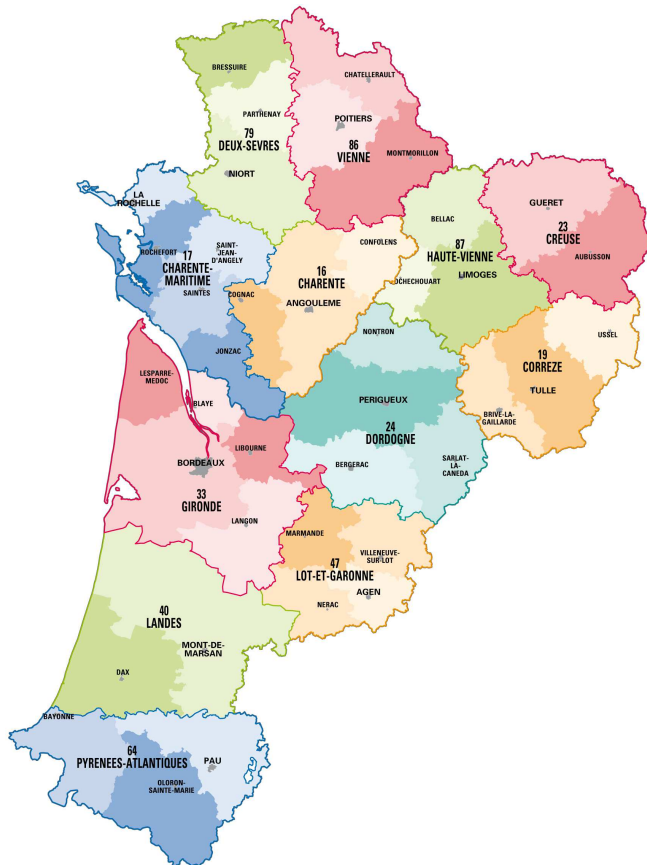 BRESSUIRE
PARTHENAY
79
DEUX-SEVRES
NIORT
CHATELLERAULT
POITIERS
86
VIENNE
MONTMORILLON
LA
ROCHELLE
ROCHEFORT
SAINT-
JEAN-
D'ANGELY
17
CHARENTE-
MARITIME
SAINTES
JONZAC
COGNAC
16
CHARENTE
ANGOULEME
CONFOLENS
BELLAC
87
HAUTE-VIENNE
LIMOGES
OCHECHOUART
GUERET
23
CREUSE
AUBUSSON
USSEL
19
CORREZE
TULLE
BRIVE-LA-
GAILLARDE
NONTRON
PERIGUEUX
24
DORDOGNE
BERGERAC
SARLAT-
LA-
CANEDA
LESPARRE-
MEDOC
BLAYE
LIBOURNE
BORDEAUX
33
GIRONDE
LANGON
MARMANDE
VILLENEUVE-
SUR-LOT
47
LOT-ET-GARONNE
AGEN
NERAC
40
LANDES
MONT-DE-
MARSAN
DAX
BAYONNE
64
PYRENEES-ATLANTIQUES
PAU
OLORON-
SAINTE-MARIE